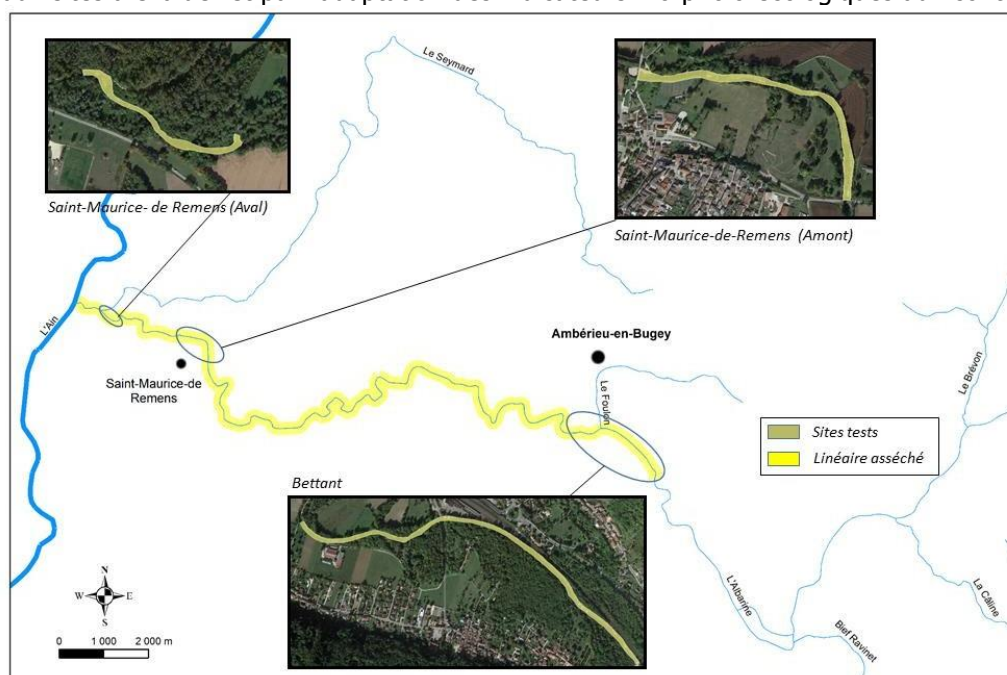 Le Seymard
Saint-Maurice- de Remens (Aval)
Saint-Maurice-de-Remens (Amont)
L'Ain
Saint-Maurice-de
Remens
Ambérieu-en-Bugey
Le Foulon
Le Brévon
Sites tests
Linéaire asséché
Bettant
L'Albarine
La Câline
Bief Ravinet
N
W E
S
0 1 000 2 000 m